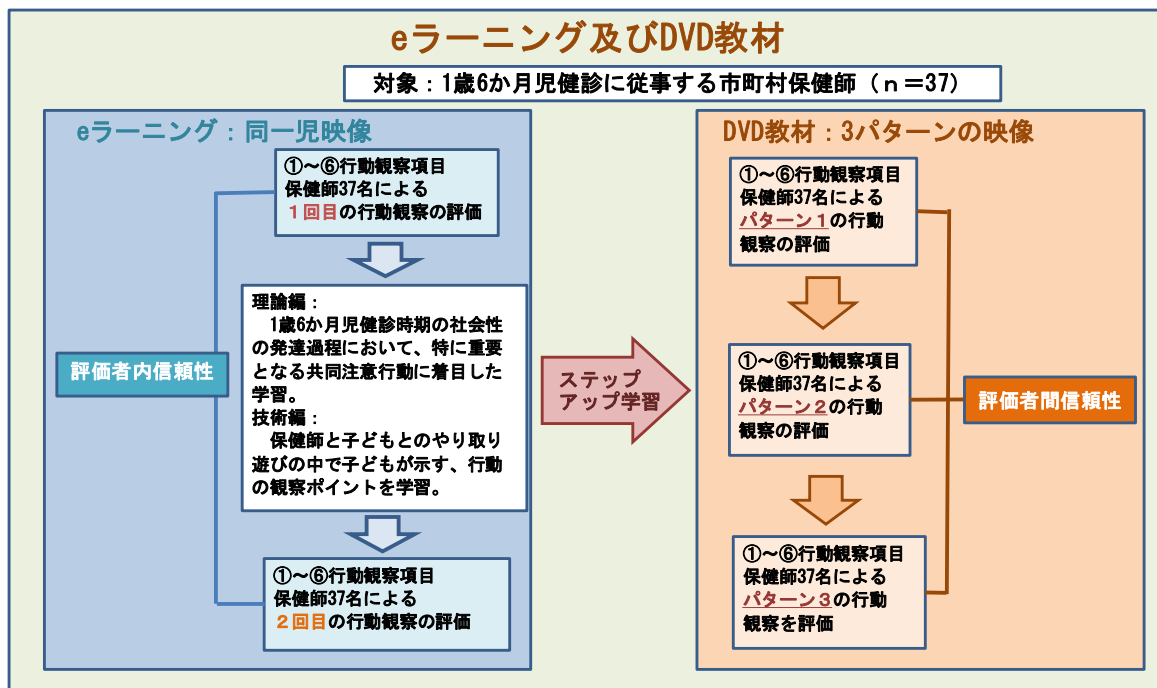 eラーニング及びDVD教材
対象：1歳6か月児健診に従事する市町村保健師（ｎ＝37）
eラーニング：同一児映像
①～⑥行動観察項目
保健師37名による
１回目の行動観察の評価
理論編：
1歳6か月児健診時期の社会性
の発達過程において、特に重要
となる共同注意行動に着目した
学習。
技術編：
保健師と子どもとのやり取り
遊びの中で子どもが示す、行動
の観察ポイントを学習。
①～⑥行動観察項目
保健師37名による
２回目の行動観察の評価
評価者内信頼性
ステップ
アップ学習
DVD教材：3パターンの映像
①～⑥行動観察項目
保健師37名による
パターン１の行動
観察の評価
①～⑥行動観察項目
保健師37名による
パターン２の行動
観察の評価
①～⑥行動観察項目
保健師37名による
パターン３の行動
観察を評価
評価者間信頼性